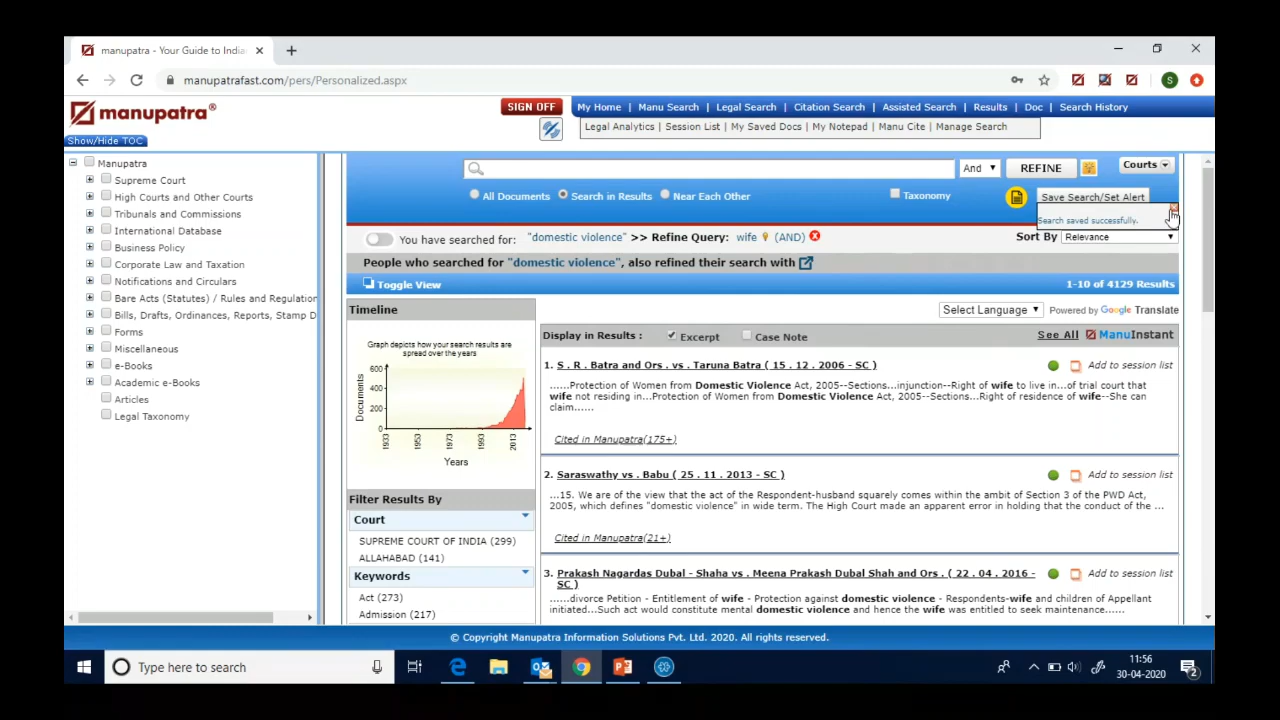 manupatra - Your Guide to India
manupatrafast.com/pers/Personalized.aspx
S
manupatra®
SIGN OFF
My Home | Manu Search | Legal Search | Citation Search | Assisted Search | Results | Doc | Search History
Legal Analytics | Session List | My Saved Docs | My Notepad | Manu Cite | Manage Search
Show/Hide TOC
Manupatra
Supreme Court
High Courts and Other Courts
Tribunals and Commissions
International Database
Business Policy
Corporate Law and Taxation
Notifications and Circulars
Bare Acts (Statutes) / Rules and Regulation
Bills, Drafts, Ordinances, Reports, Stamp D
Forms
Miscellaneous
e-Books
Academic e-Books
Articles
Legal Taxonomy
And REFINE Courts
All Documents Search in Results Near Each Other Taxonomy Save Search/Set Alert
Search saved successfully.
You have searched for: "domestic violence" >> Refine Query: wife (AND)
Sort By Relevance
People who searched for "domestic violence", also refined their search with
Toggle View 1-10 of 4129 Results
Timeline
Graph depicts how your search results are
spread over the years
Documents
600
400
200
0
1933 1953 1973 1993 2013
Years
Filter Results By
Court
SUPREME COURT OF INDIA (299)
ALLAHABAD (141)
Keywords
Act (273)
Admission (217)
Select Language Powered by Google Translate
Display in Results : Excerpt Case Note See All ManuInstant
1. S . R . Batra and Ors . vs . Taruna Batra ( 15 . 12 . 2006 - SC ) Add to session list
......Protection of Women from Domestic Violence Act, 2005--Sections...injunction--Right of wife to live in...of trial court that
wife not residing in...Protection of Women from Domestic Violence Act, 2005--Sections...Right of residence of wife--She can
claim......
Cited in Manupatra(175+)
2. Saraswathy vs . Babu ( 25 . 11 . 2013 - SC ) Add to session list
...15. We are of the view that the act of the Respondent-husband squarely comes within the ambit of Section 3 of the PWD Act,
2005, which defines "domestic violence" in wide term. The High Court made an apparent error in holding that the conduct of the ...
Cited in Manupatra(21+)
3. Prakash Nagardas Dubal - Shaha vs . Meena Prakash Dubal Shah and Ors . ( 22 . 04 . 2016 - Add to session list
SC )
......divorce Petition - Entitlement of wife - Protection against domestic violence - Respondents-wife and children of Appellant
initiated...Such act would constitute mental domestic violence and hence the wife was entitled to seek maintenance......
© Copyright Manupatra Information Solutions Pvt. Ltd. 2020. All rights reserved.
Type here to search
11:56
30-04-2020
2